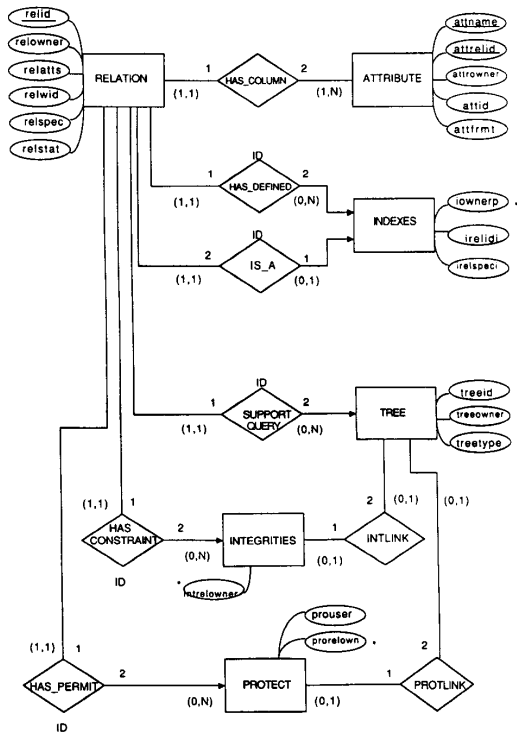 relid
relowner
relatts
relwid
relspec
relstat
RELATION
1
(1,1)
HAS_COLUMN
2
(1,N)
ATTRIBUTE
attname
attrelid
attrowner
attid
attfrmt
ID
1
(1,1)
HAS_DEFINED
2
(0,N)
INDEXES
iownerp
irelidi
irelspeci
ID
2
(1,1)
IS_A
1
(0,1)
ID
1
(1,1)
SUPPORT
QUERY
2
(0,N)
TREE
treeid
treeowner
treetype
(1,1)
1
HAS
CONSTRAINT
ID
2
(0,N)
INTEGRITIES
intrelowner
1
(0,1)
INTLINK
2
(0,1)
(0,1)
(1,1)
1
HAS_PERMIT
ID
2
(0,N)
PROTECT
prouser
prorelown
1
(0,1)
PROTLINK
2